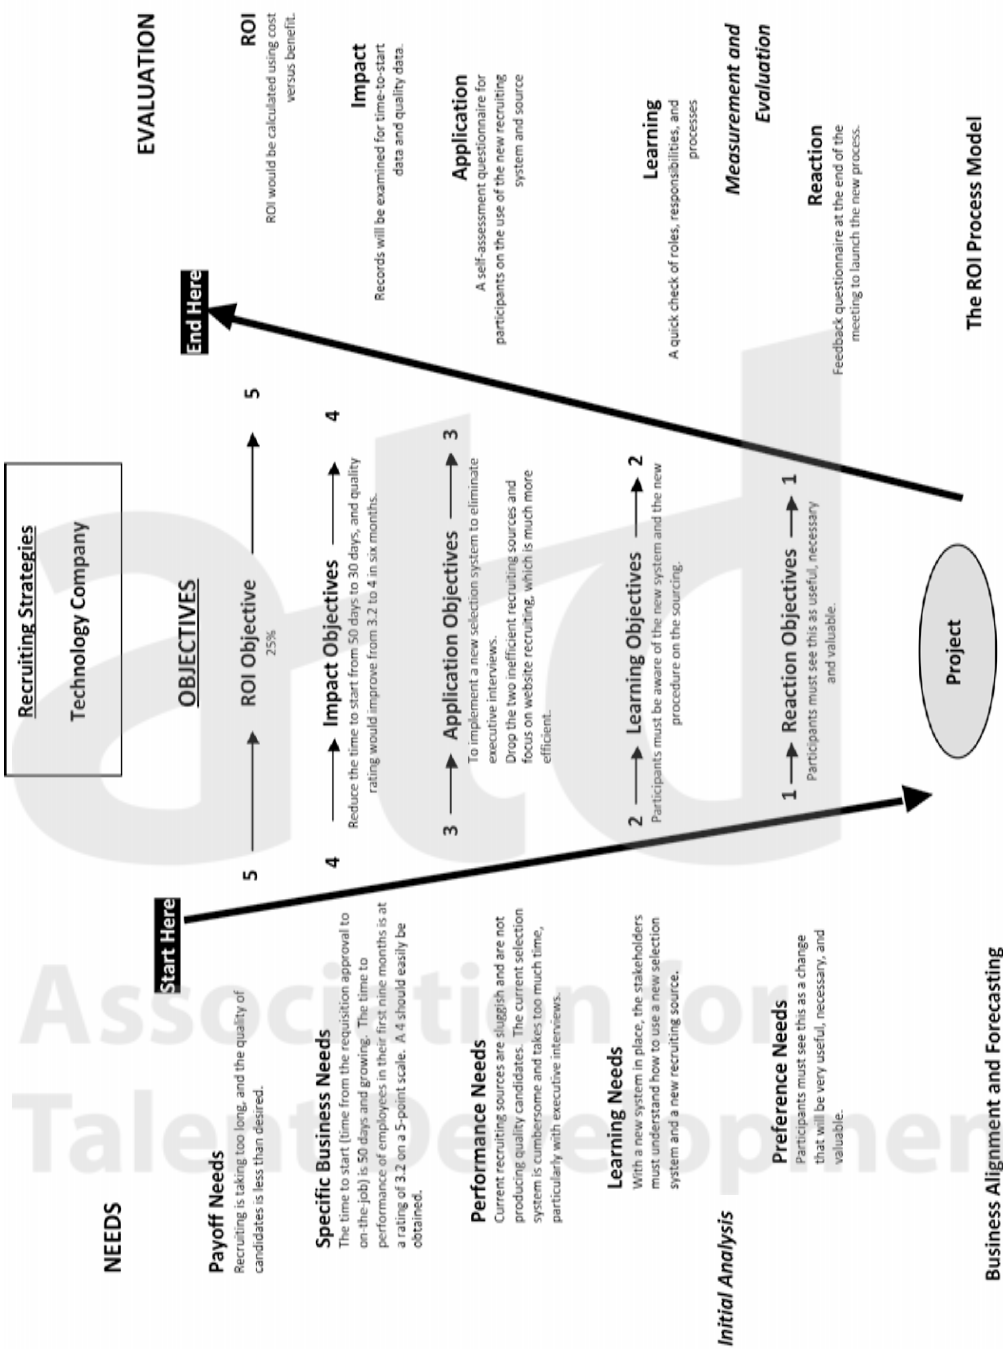 Recruiting Strategies
Technology Company
NEEDS
OBJECTIVES
EVALUATION
Start Here
End Here
Payoff Needs
Recruiting is taking too long, and the quality of
candidates is less than desired.
5
ROI Objective
25%
5
ROI
ROI would be calculated using cost
versus benefit.
Specific Business Needs
The time to start (time from the requisition approval to
on-the-job) is 50 days and growing. The time to
performance of employees in their first nine months is at
a rating of 3.2 on a 5-point scale. A 4 should easily be
obtained.
4
Impact Objectives
4
Reduce the time to start from 50 days to 30 days, and quality
rating would improve from 3.2 to 4 in six months.
Impact
Records will be examined for time-to-start
data and quality data.
Performance Needs
Current recruiting sources are sluggish and are not
producing quality candidates. The current selection
system is cumbersome and takes too much time,
particularly with executive interviews.
3
Application Objectives
3
To implement a new selection system to eliminate
executive interviews.
Drop the two inefficient recruiting sources and
focus on website recruiting, which is much more
efficient.
Application
A self-assessment questionnaire for
participants on the use of the new recruiting
system and source
Learning Needs
With a new system in place, the stakeholders
must understand how to use a new selection
system and a new recruiting source.
2
Learning Objectives
2
Participants must be aware of the new system and the new
procedure on the sourcing.
Learning
A quick check of roles, responsibilities, and
processes
Initial Analysis
Measurement and
Evaluation
Preference Needs
Participants must see this as a change
that will be very useful, necessary, and
valuable.
1
Reaction Objectives
1
Participants must see this as useful, necessary
and valuable.
Reaction
Feedback questionnaire at the end of the
meeting to launch the new process.
Project
Business Alignment and Forecasting
The ROI Process Model
atd
Association for
Talent Developmen